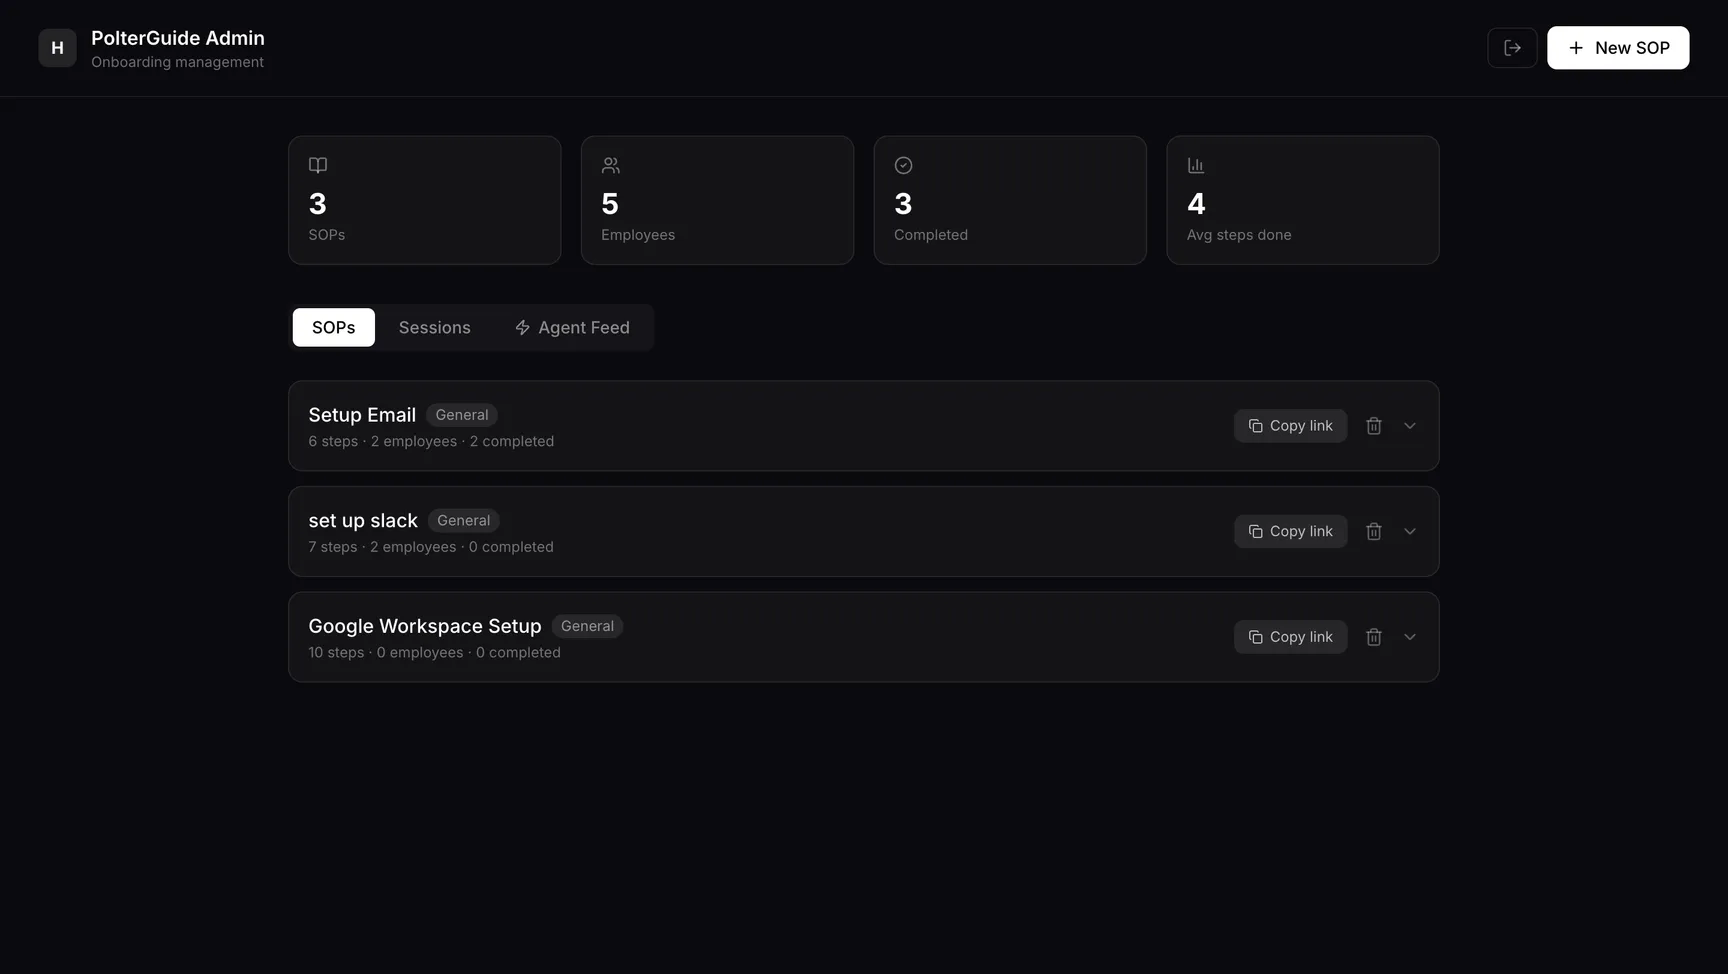 H
PolterGuide Admin
Onboarding management
New SOP
3
SOPs
5
Employees
3
Completed
4
Avg steps done
SOPs
Sessions
Agent Feed
Setup Email General
6 steps · 2 employees · 2 completed
Copy link
set up slack General
7 steps · 2 employees · 0 completed
Copy link
Google Workspace Setup General
10 steps · 0 employees · 0 completed
Copy link